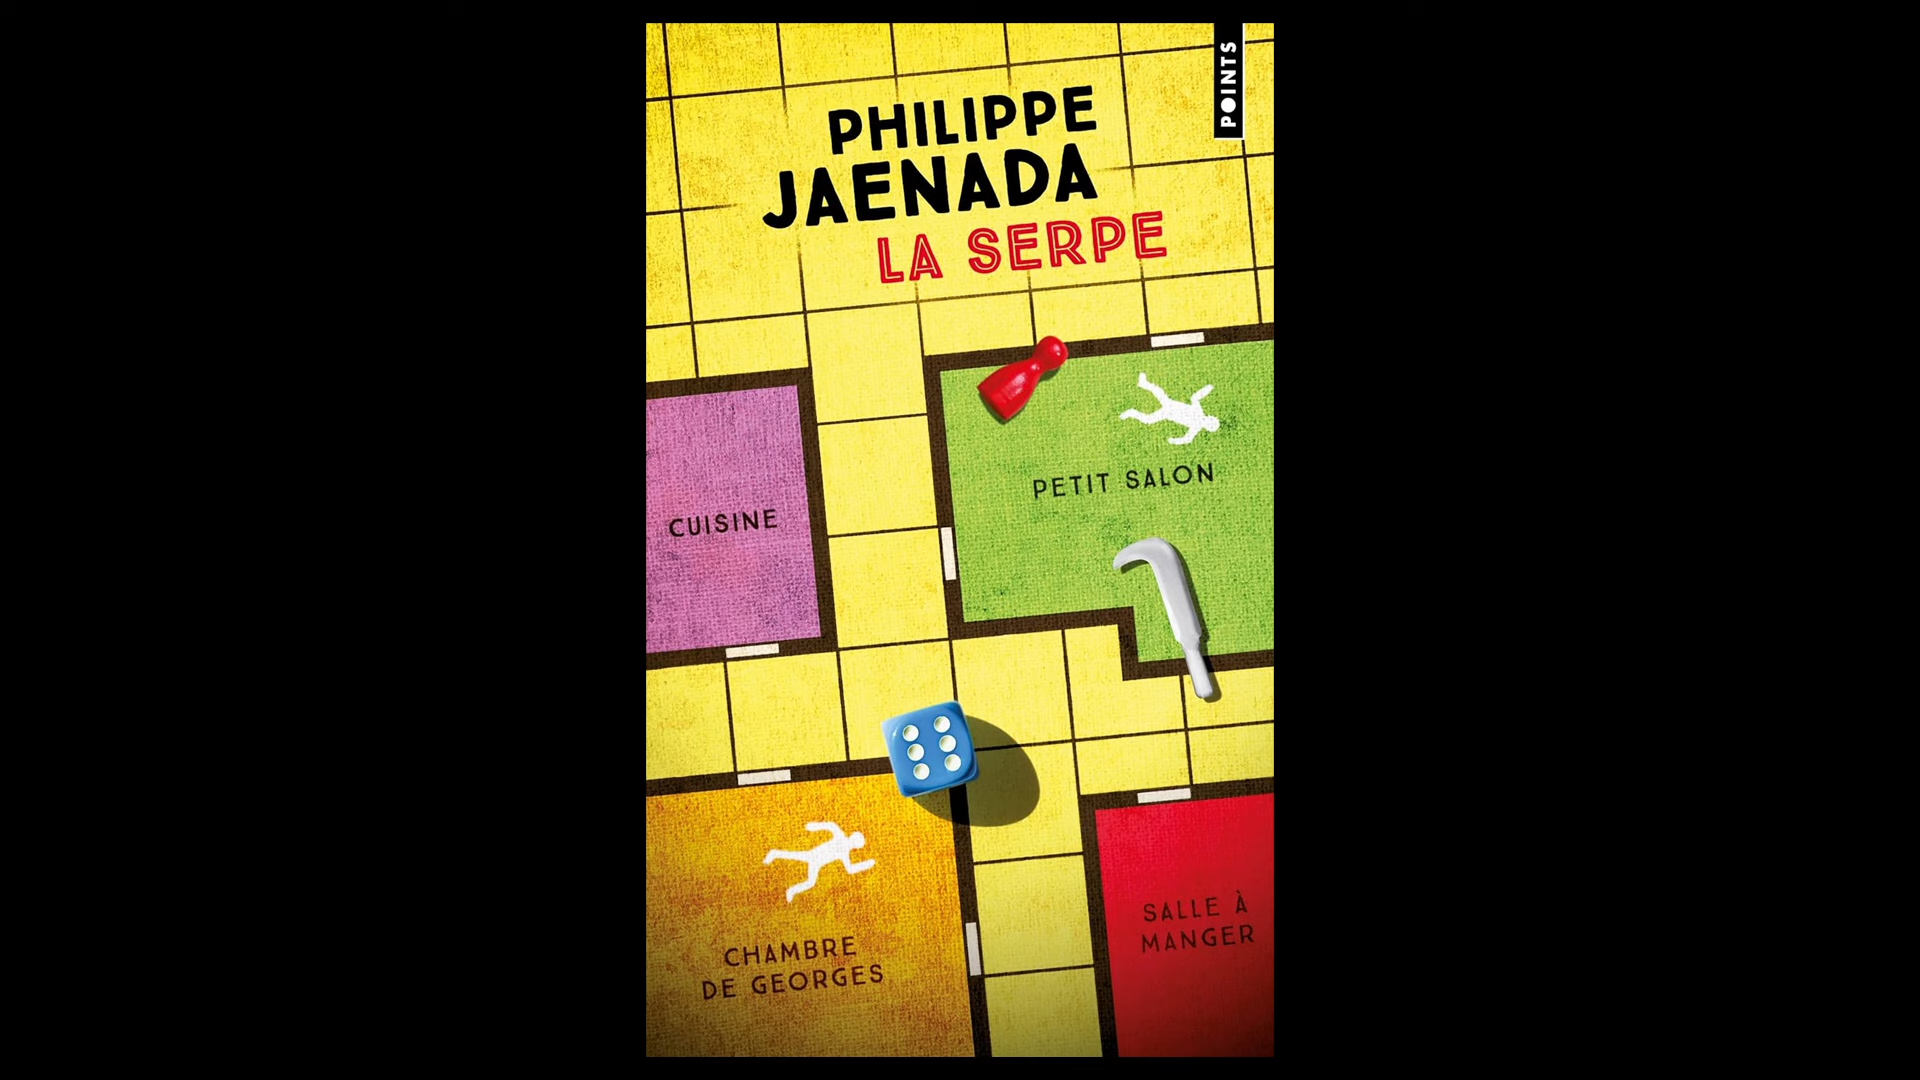 POINTS
PHILIPPE
JAENADA
LA SERPE
PETIT SALON
CUISINE
SALLE À
MANGER
CHAMBRE
DE GEORGES